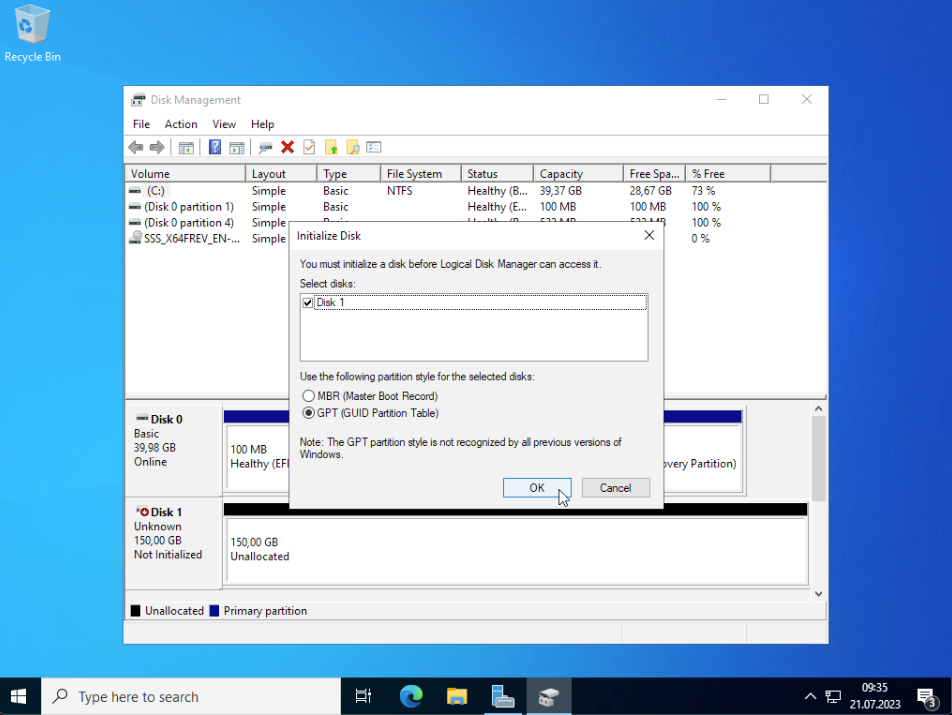 Recycle Bin
Disk Management
File Action View Help
Volume Layout Type File System Status Capacity Free Spa... % Free
(C:) Simple Basic NTFS Healthy (B... 39,37 GB 28,67 GB 73 %
(Disk 0 partition 1) Simple Basic Healthy (E... 100 MB 100 MB 100 %
(Disk 0 partition 4) Simple 100 %
SSS_X64FREV_EN-... Simple 0 %
Initialize Disk
You must initialize a disk before Logical Disk Manager can access it.
Select disks:
Disk 1
Use the following partition style for the selected disks:
MBR (Master Boot Record)
GPT (GUID Partition Table)
Note: The GPT partition style is not recognized by all previous versions of
Windows.
OK Cancel
Disk 0
Basic
39,98 GB
Online
100 MB
Healthy (EFI
overy Partition)
Disk 1
Unknown
150,00 GB
Not Initialized
150,00 GB
Unallocated
Unallocated Primary partition
Type here to search
09:35
21.07.2023
3